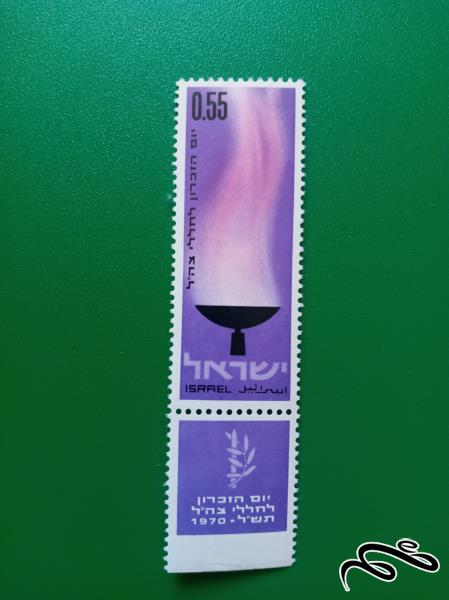 0.55
יום הזכרון לחללי צה"ל
ישראל
ISRAEL اسرائيل
יום הזכרון
לחללי צה"ל
תש"ל - 1970